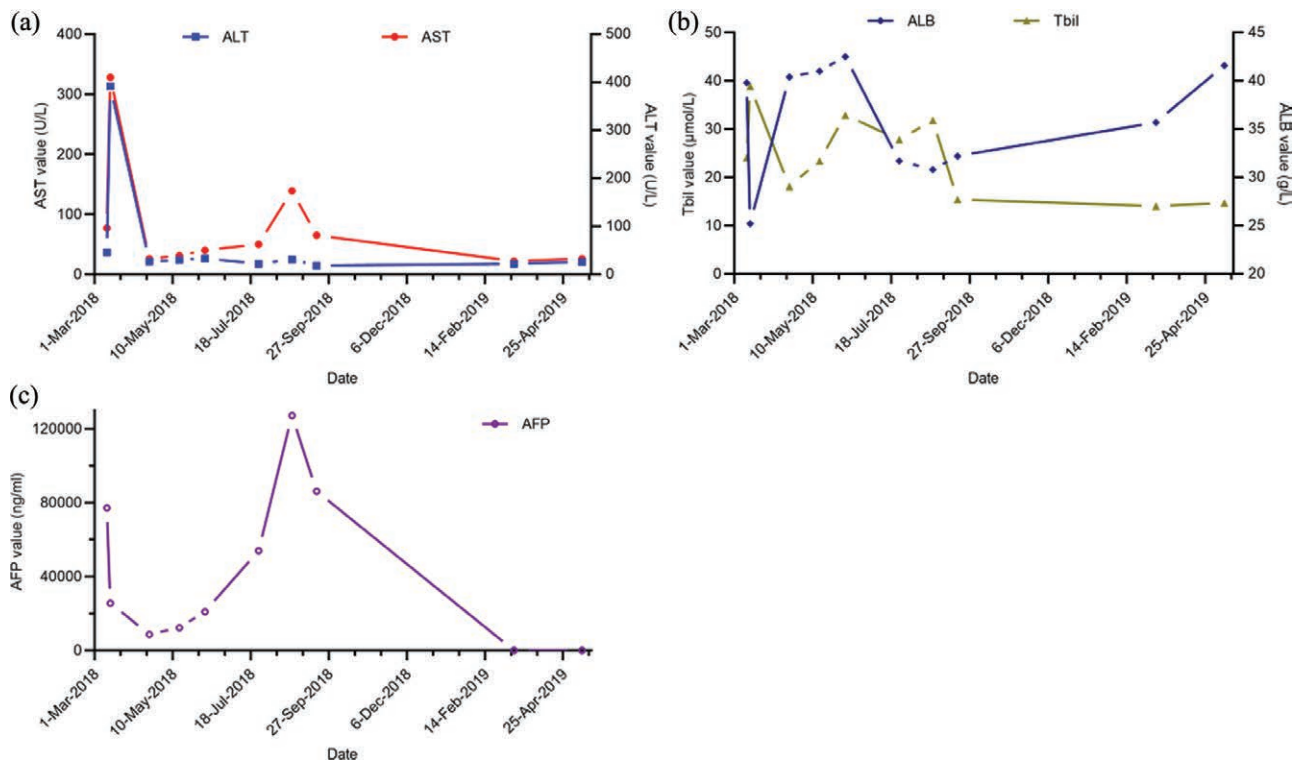 (a)
ALT
AST
400
300
200
100
0
500
400
300
200
100
0
AST value (U/L)
ALT value (U/L)
1-Mar-2018
10-May-2018
18-Jul-2018
27-Sep-2018
6-Dec-2018
14-Feb-2019
25-Apr-2019
Date
(b)
ALB
Tbil
50
40
30
20
10
0
45
40
35
30
25
20
Tbil value (μmol/L)
ALB value (g/L)
1-Mar-2018
10-May-2018
18-Jul-2018
27-Sep-2018
6-Dec-2018
14-Feb-2019
25-Apr-2019
Date
(c)
AFP
120000
80000
40000
0
AFP value (ng/ml)
1-Mar-2018
10-May-2018
18-Jul-2018
27-Sep-2018
6-Dec-2018
14-Feb-2019
25-Apr-2019
Date